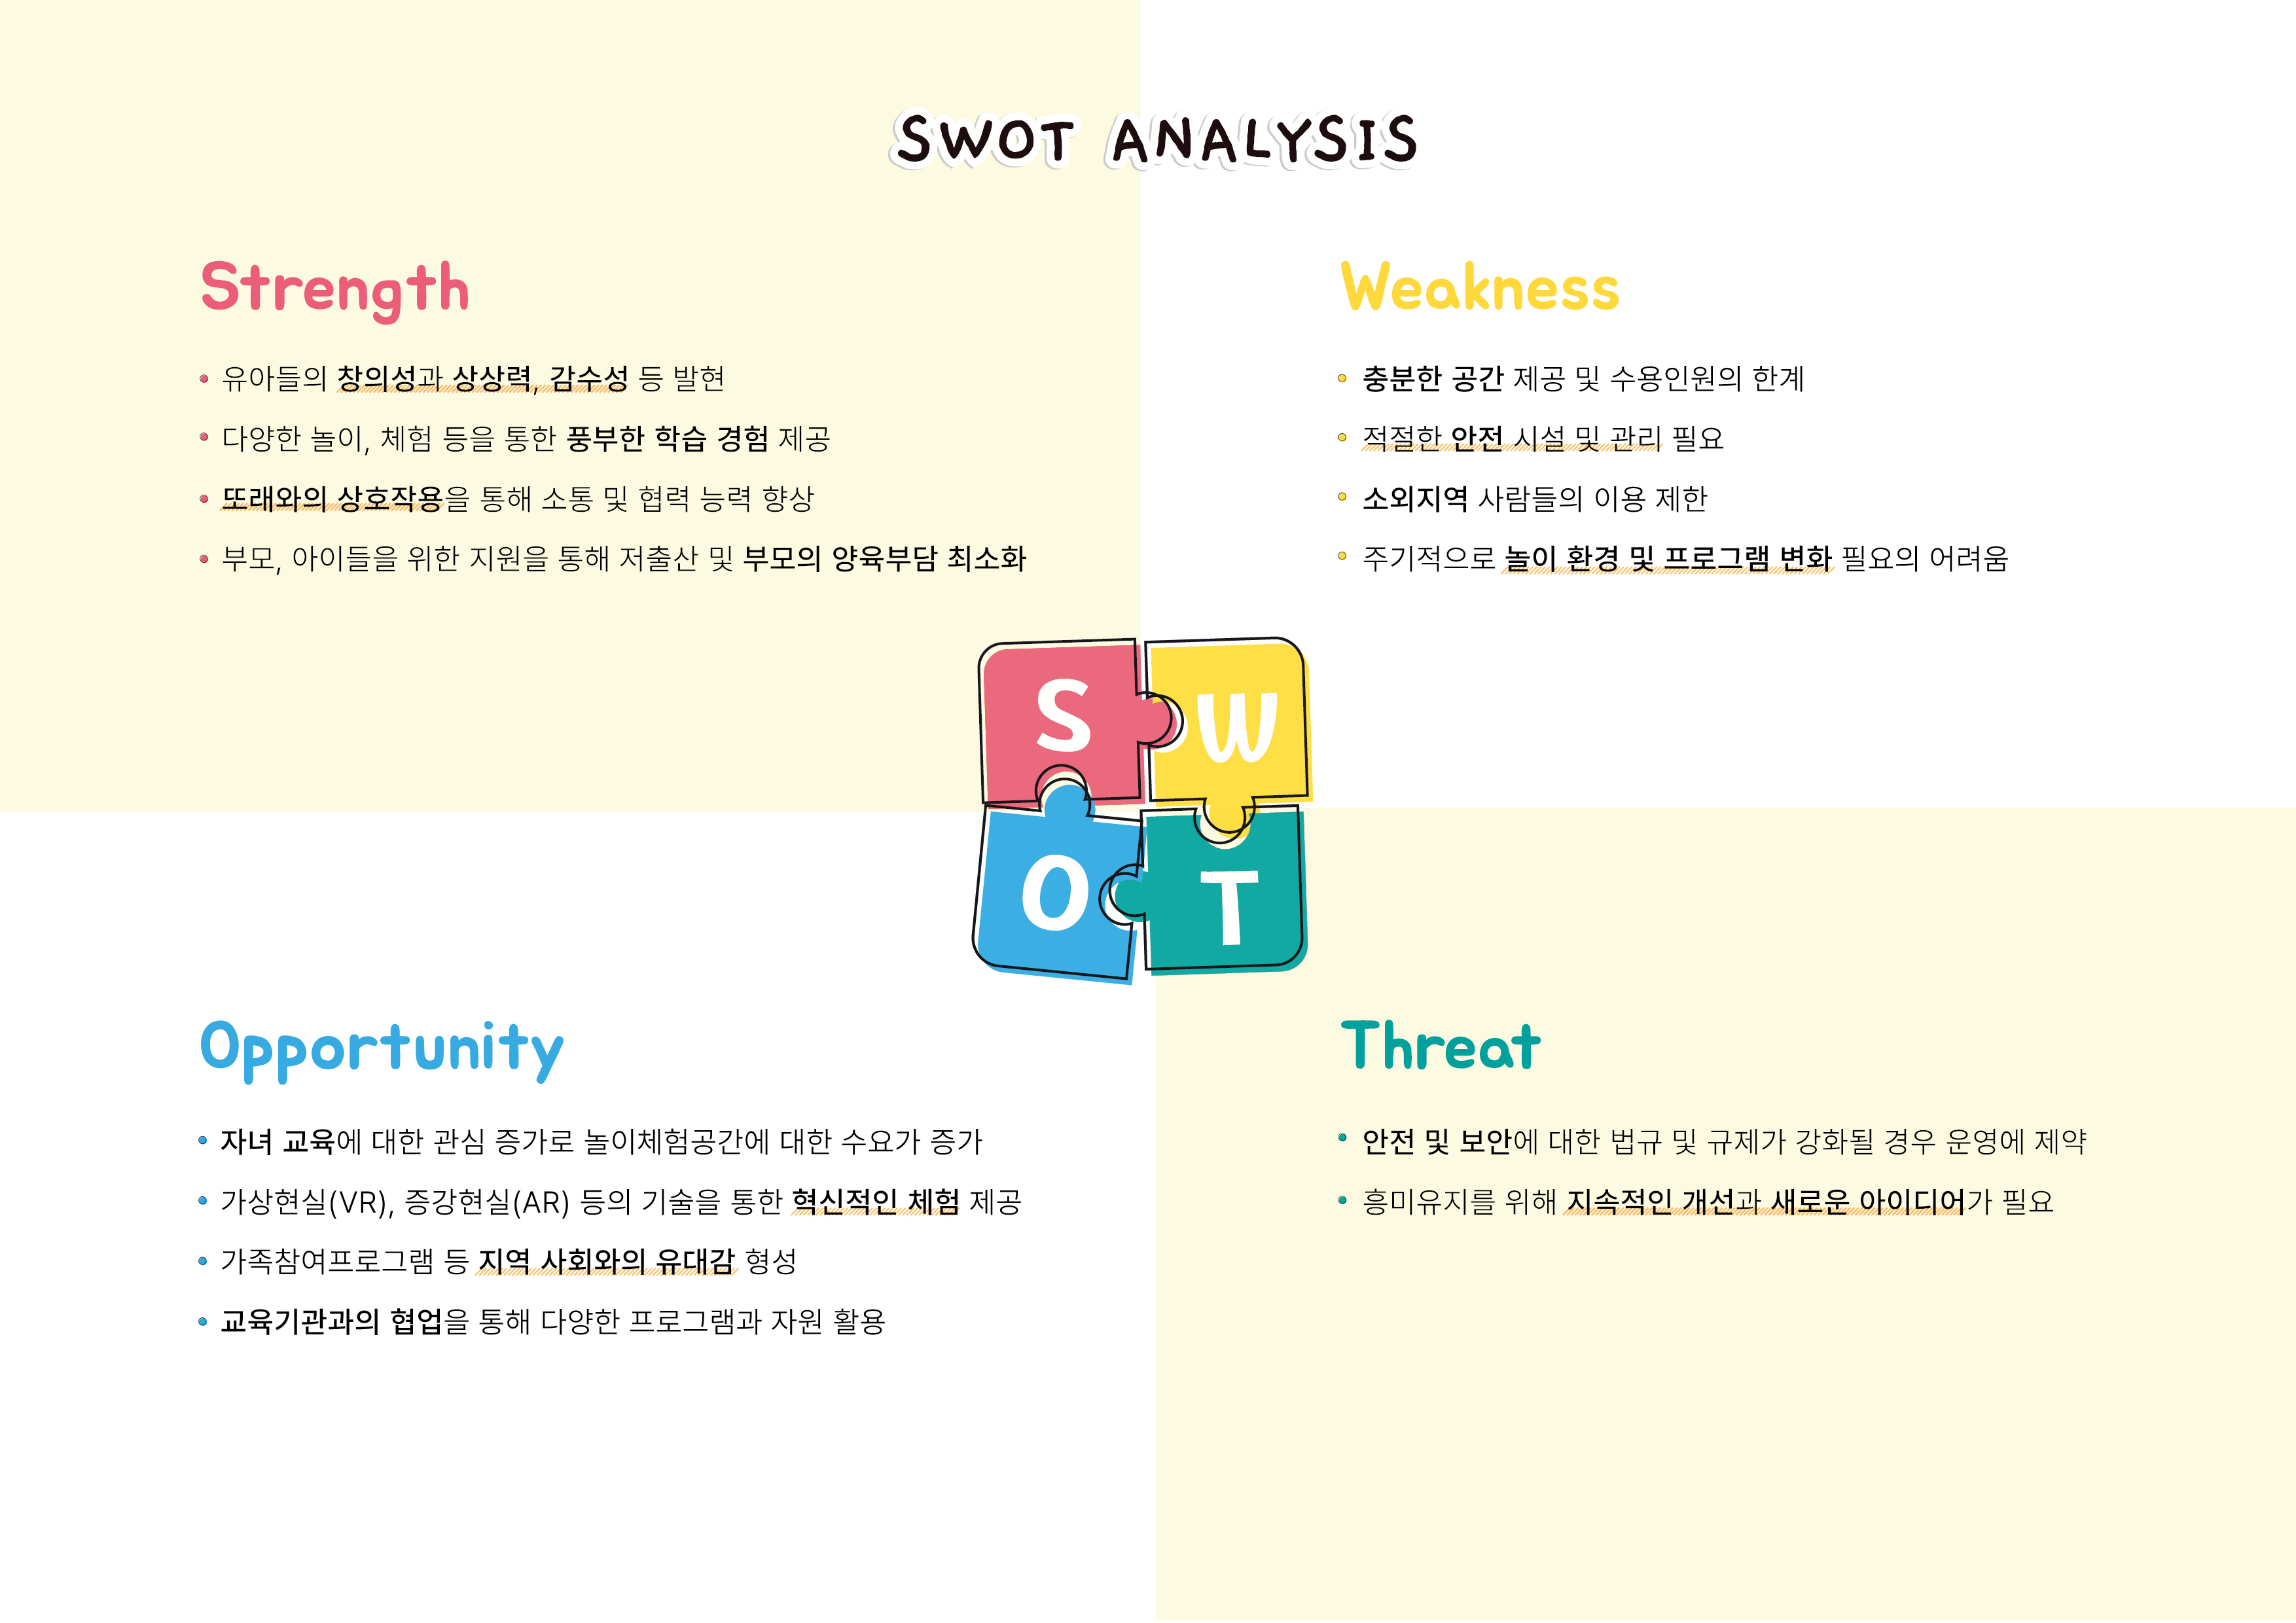 SWOT ANALYSIS
Strength
유아들의 창의성과 상상력, 감수성 등 발현
다양한 놀이, 체험 등을 통한 풍부한 학습 경험 제공
또래와의 상호작용을 통해 소통 및 협력 능력 향상
부모, 아이들을 위한 지원을 통해 저출산 및 부모의 양육부담 최소화
Weakness
충분한 공간 제공 및 수용인원의 한계
적절한 안전 시설 및 관리 필요
소외지역 사람들의 이용 제한
주기적으로 놀이 환경 및 프로그램 변화 필요의 어려움
S W
O T
Opportunity
자녀 교육에 대한 관심 증가로 놀이체험공간에 대한 수요가 증가
가상현실(VR), 증강현실(AR) 등의 기술을 통한 혁신적인 체험 제공
가족참여프로그램 등 지역 사회와의 유대감 형성
교육기관과의 협업을 통해 다양한 프로그램과 자원 활용
Threat
안전 및 보안에 대한 법규 및 규제가 강화될 경우 운영에 제약
흥미유지를 위해 지속적인 개선과 새로운 아이디어가 필요